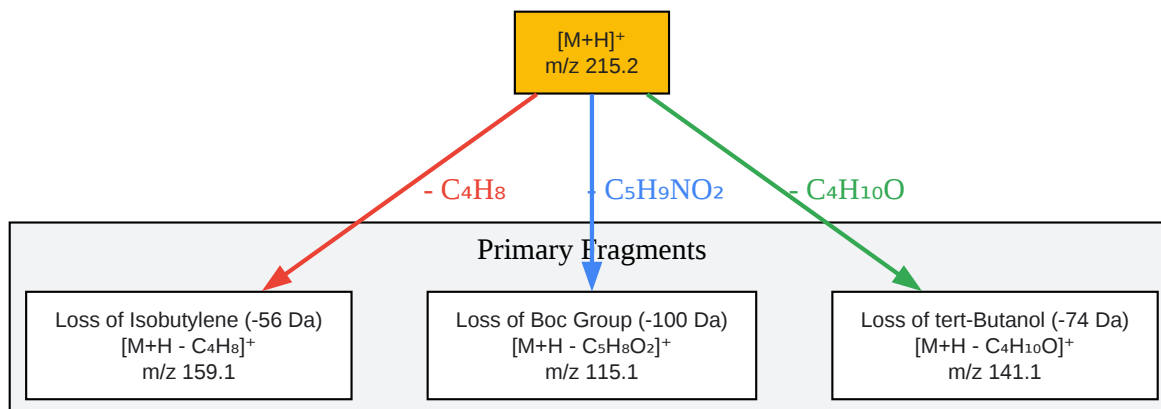 [M+H]⁺
m/z 215.2
- C₄H₈
- C₅H₉NO₂
- C₄H₁₀O
Primary Fragments
Loss of Isobutylene (-56 Da)
[M+H - C₄H₈]⁺
m/z 159.1
Loss of Boc Group (-100 Da)
[M+H - C₅H₈O₂]⁺
m/z 115.1
Loss of tert-Butanol (-74 Da)
[M+H - C₄H₁₀O]⁺
m/z 141.1